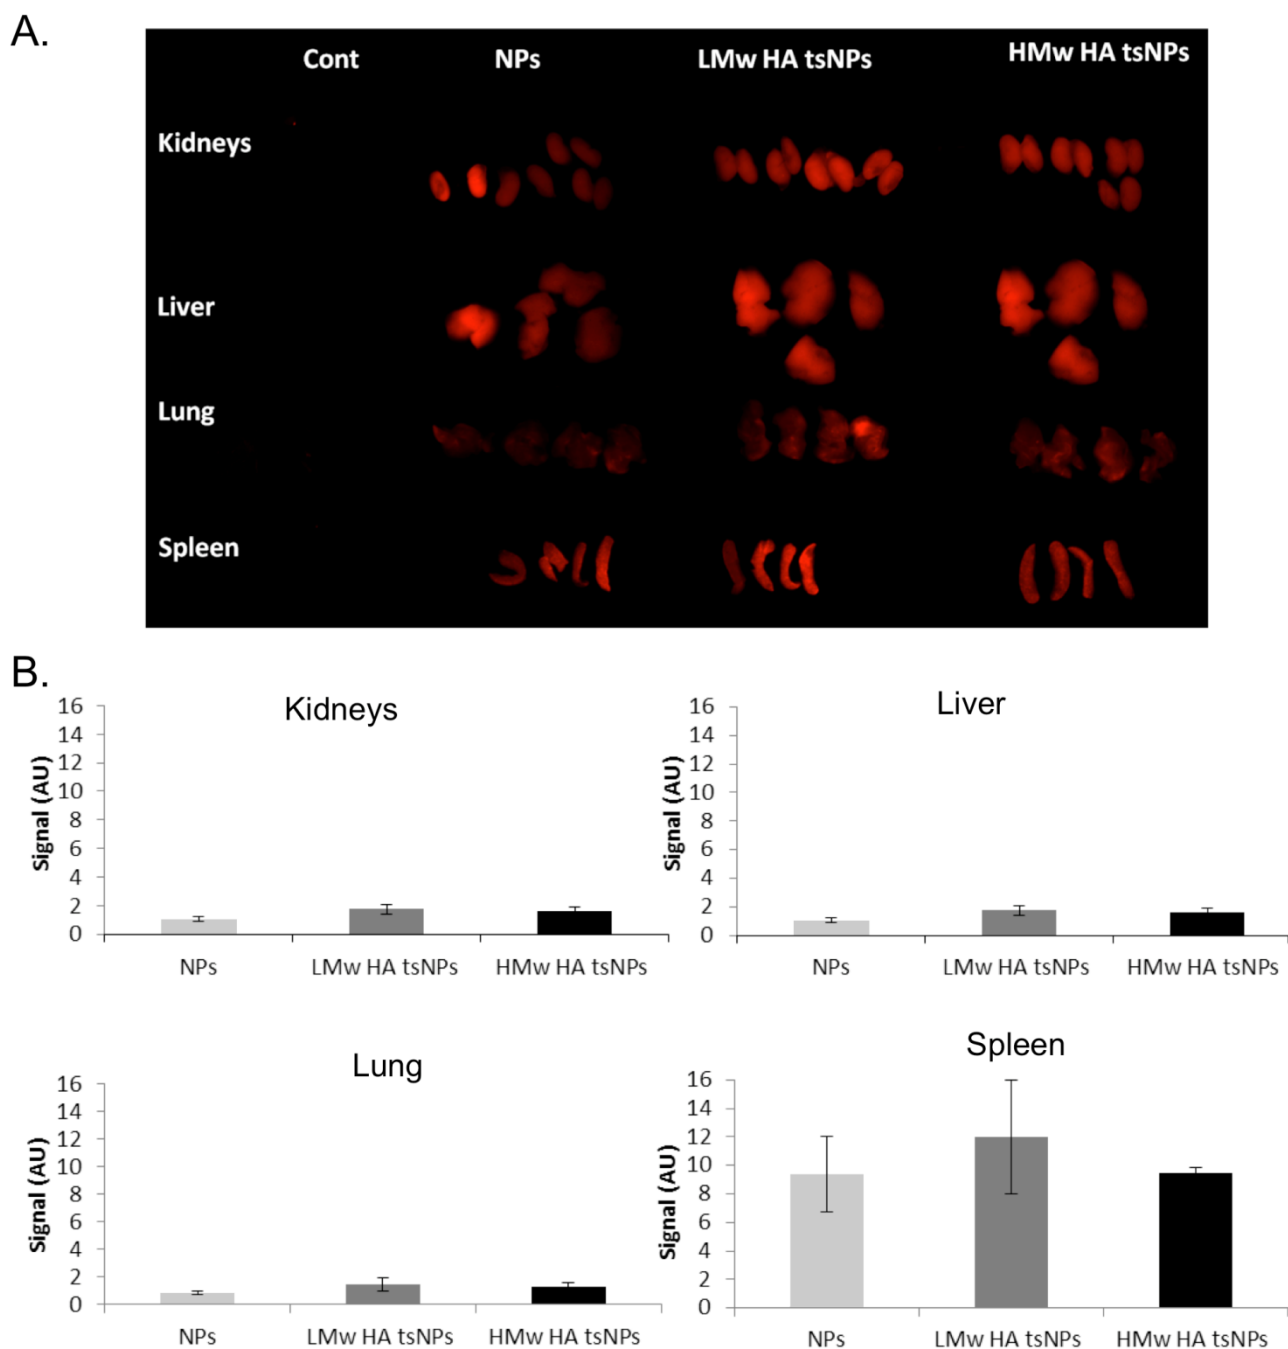 A.
Cont NPs LMw HA tsNPs HMw HA tsNPs
Kidneys
Liver
Lung
Spleen
B.
Kidneys
16
14
12
10
8
6
4
2
0
Signal (AU)
NPs LMw HA tsNPs HMw HA tsNPs
Liver
16
14
12
10
8
6
4
2
0
Signal (AU)
NPs LMw HA tsNPs HMw HA tsNPs
Lung
16
14
12
10
8
6
4
2
0
Signal (AU)
NPs LMw HA tsNPs HMw HA tsNPs
Spleen
16
14
12
10
8
6
4
2
0
Signal (AU)
NPs LMw HA tsNPs HMw HA tsNPs